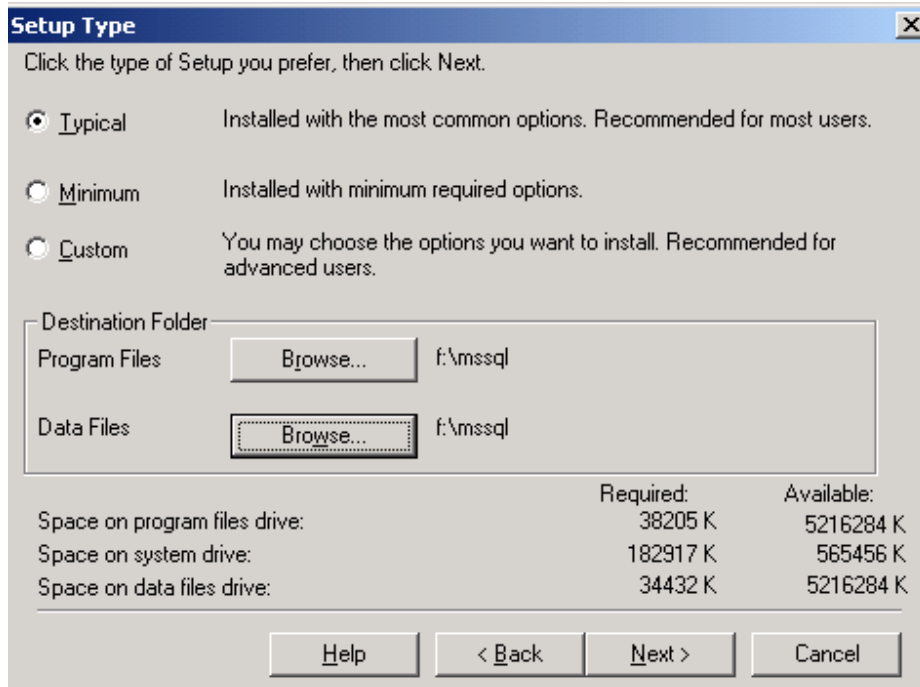 Setup Type
Click the type of Setup you prefer, then click Next.
Typical Installed with the most common options. Recommended for most users.
Minimum Installed with minimum required options.
Custom You may choose the options you want to install. Recommended for
advanced users.
Destination Folder
Program Files Browse... f:\mssql
Data Files Browse... f:\mssql
Required: Available:
Space on program files drive: 38205 K 5216284 K
Space on system drive: 182917 K 565456 K
Space on data files drive: 34432 K 5216284 K
Help < Back Next > Cancel